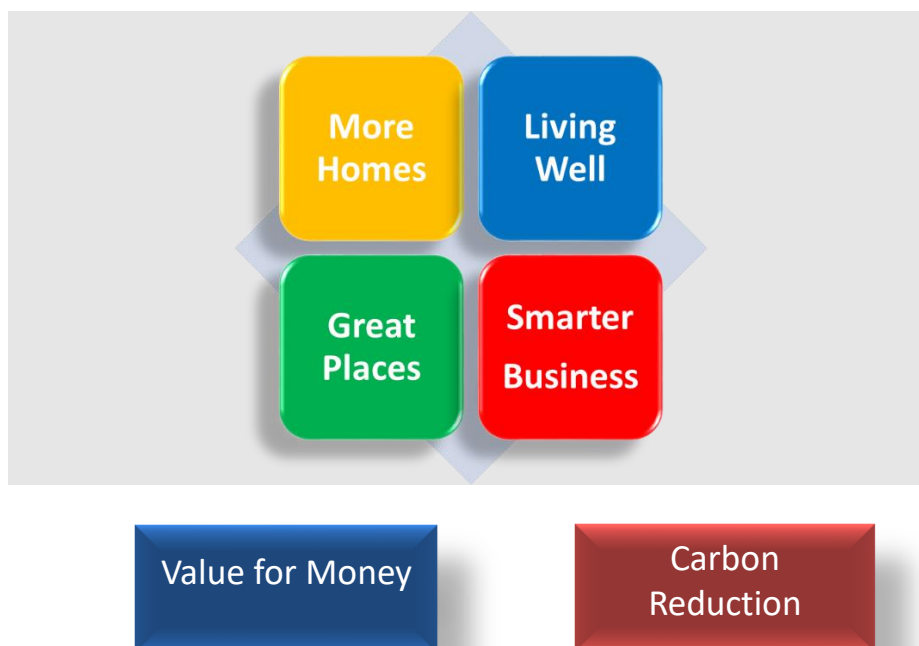 More
Homes
Living
Well
Great
Places
Smarter
Business
Value for Money
Carbon
Reduction